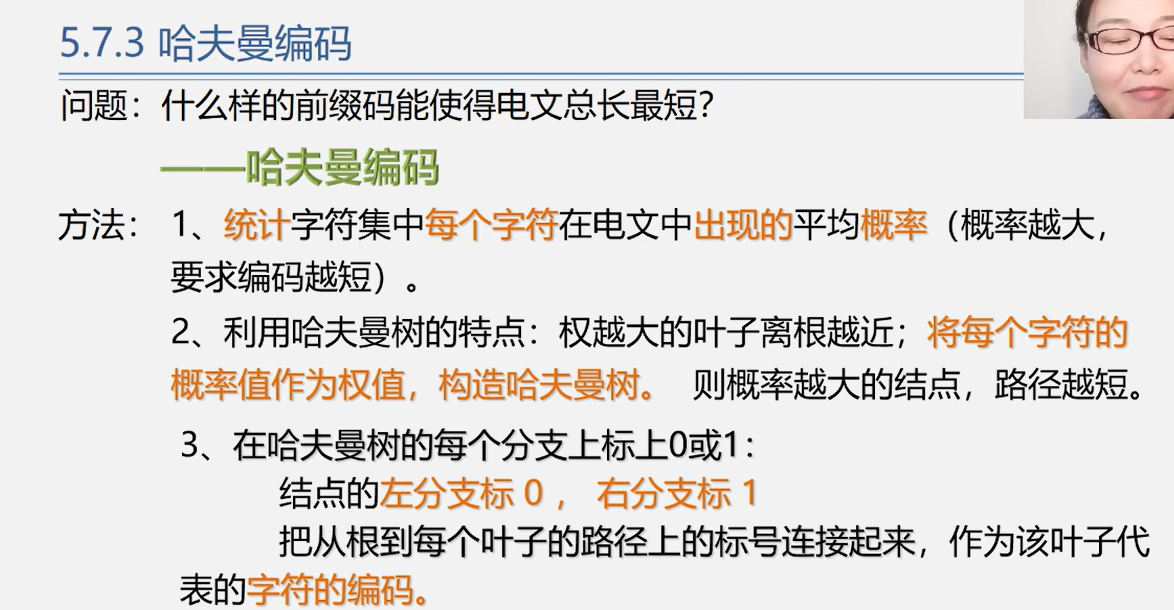 5.7.3 哈夫曼编码
问题：什么样的前缀码能使得电文总长最短？
——哈夫曼编码
方法： 1、统计字符集中每个字符在电文中出现的平均概率（概率越大，
要求编码越短）。
2、利用哈夫曼树的特点：权越大的叶子离根越近；将每个字符的
概率值作为权值，构造哈夫曼树。 则概率越大的结点，路径越短。
3、在哈夫曼树的每个分支上标上0或1：
结点的左分支标 0 ， 右分支标 1
把从根到每个叶子的路径上的标号连接起来，作为该叶子代
表的字符的编码。